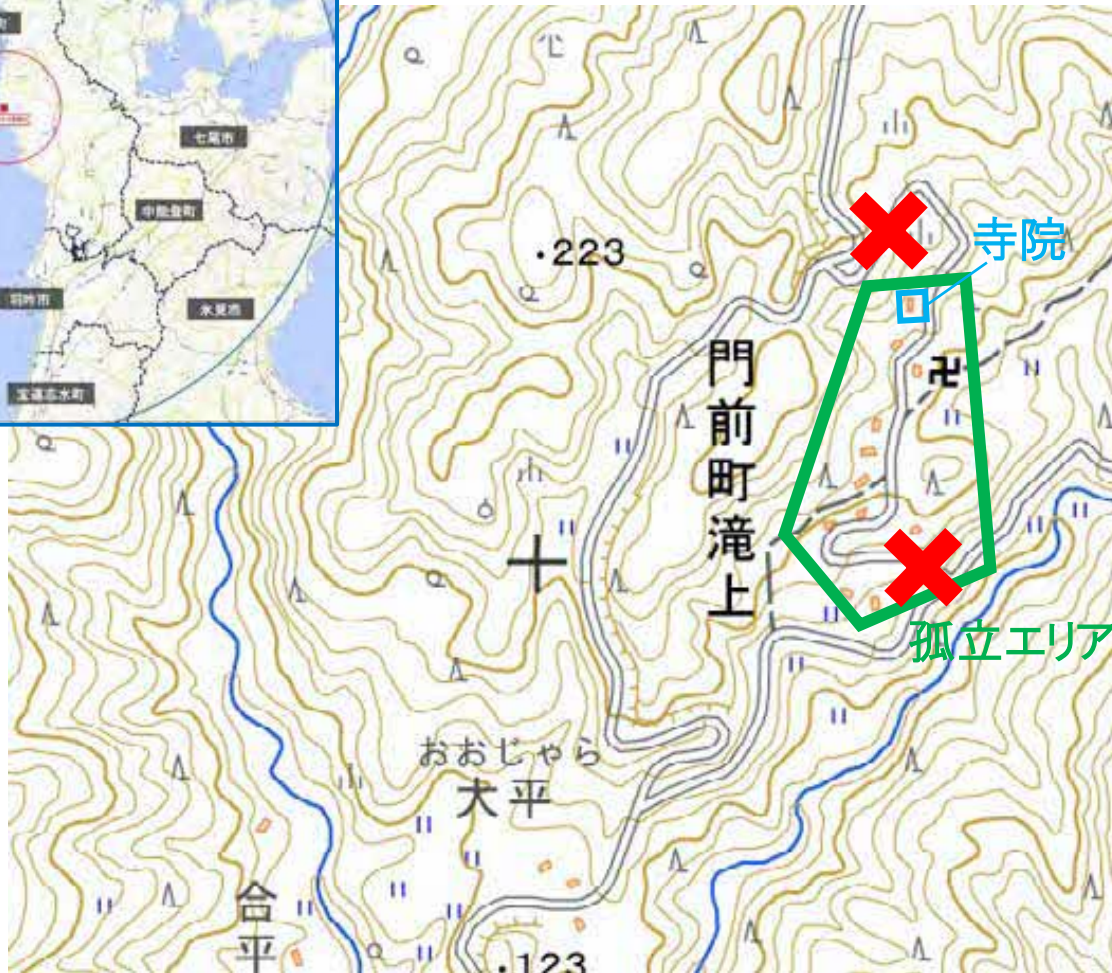 町
七尾市
中能登町
羽咋市
氷見市
宝達志水町
・223
寺院
門前町滝上
孤立エリア
おおじゃら
大平
合平
・123